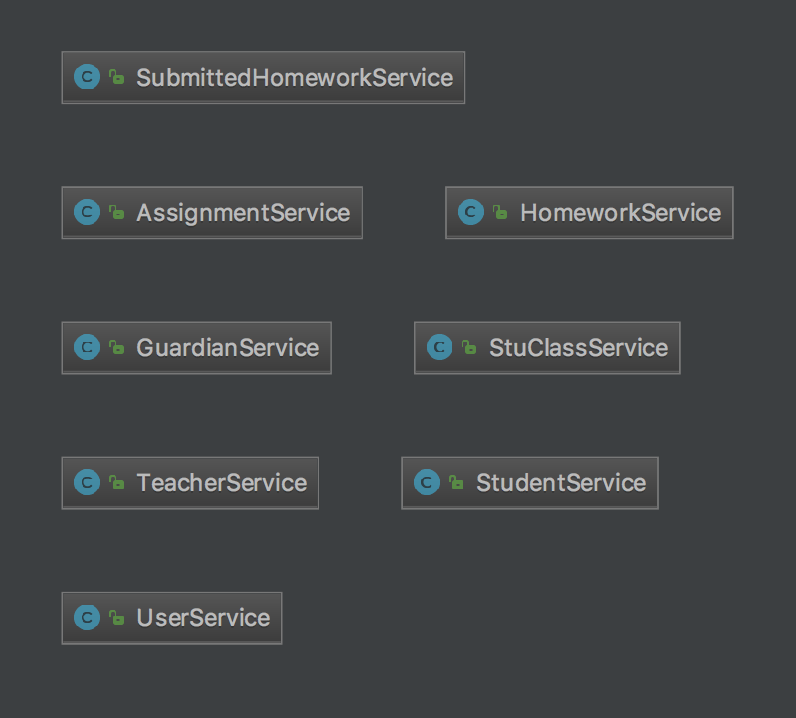 C SubmittedHomeworkService
C AssignmentService
C HomeworkService
C GuardianService
C StuClassService
C TeacherService
C StudentService
C UserService